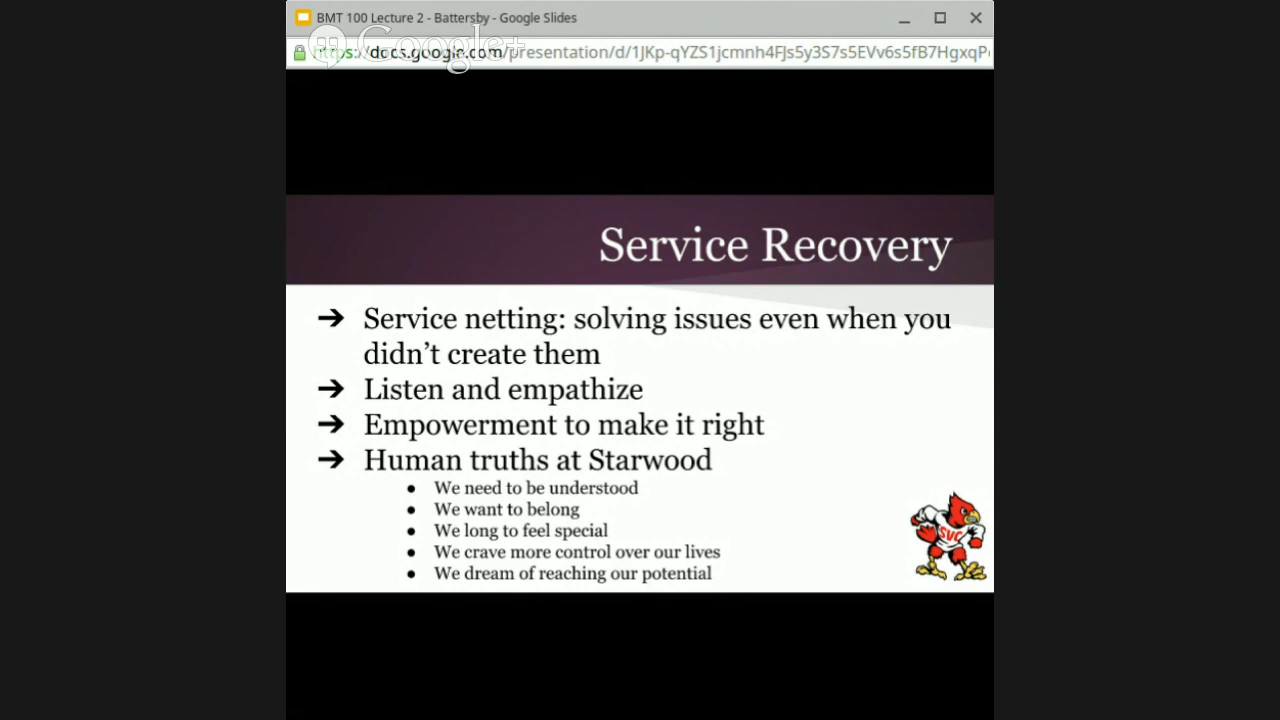 BMT 100 Lecture 2 - Battersby - Google Slides
Google+
https://docs.google.com/presentation/d/1JKp-qYZS1jcmnh4FJs5y3S7s5EVv6s5fB7HgxqP
Service Recovery
➔ Service netting: solving issues even when you
didn't create them
➔ Listen and empathize
➔ Empowerment to make it right
➔ Human truths at Starwood
● We need to be understood
● We want to belong
● We long to feel special
● We crave more control over our lives
● We dream of reaching our potential
SVC